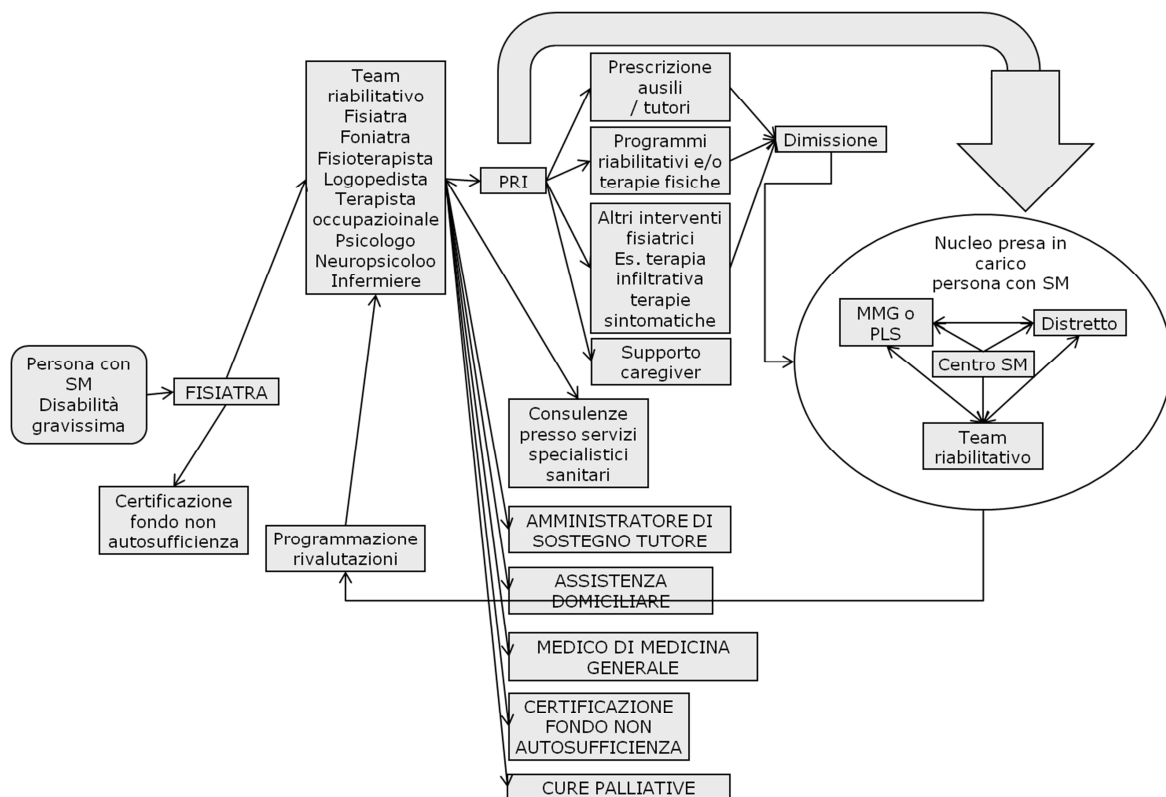 Persona con
SM
Disabilità
gravissima
FISIATRA
Certificazione
fondo non
autosufficienza
Team
riabilitativo
Fisiatra
Foniatra
Fisioterapista
Logopedista
Terapista
occupazioinale
Psicologo
Neuropsicoloo
Infermiere
Programmazione
rivalutazioni
PRI
Prescrizione
ausili
/ tutori
Programmi
riabilitativi e/o
terapie fisiche
Altri interventi
fisiatrici
Es. terapia
infiltrativa
terapie
sintomatiche
Supporto
caregiver
Dimissione
Consulenze
presso servizi
specialistici
sanitari
AMMINISTRATORE DI
SOSTEGNO TUTORE
ASSISTENZA
DOMICILIARE
MEDICO DI MEDICINA
GENERALE
CERTIFICAZIONE
FONDO NON
AUTOSUFFICIENZA
CURE PALLIATIVE
Nucleo presa in
carico
persona con SM
MMG o
PLS
Distretto
Centro SM
Team
riabilitativo